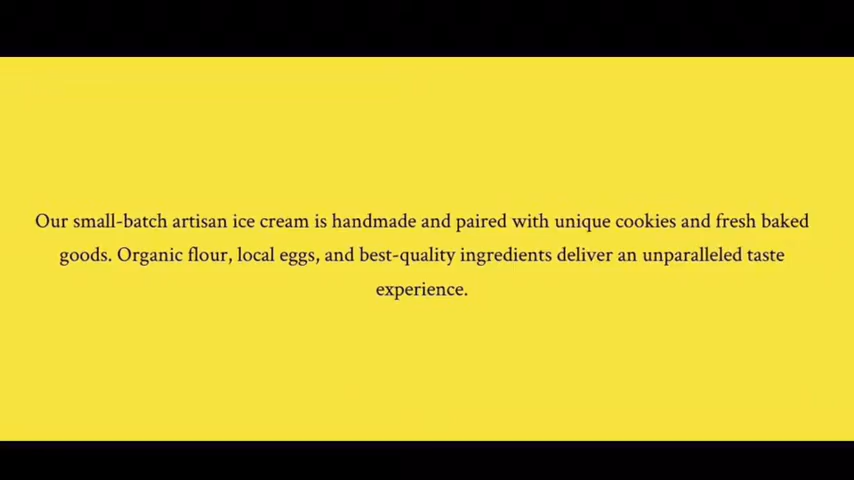 Our small-batch artisan ice cream is handmade and paired with unique cookies and fresh baked
goods. Organic flour, local eggs, and best-quality ingredients deliver an unparalleled taste
experience.